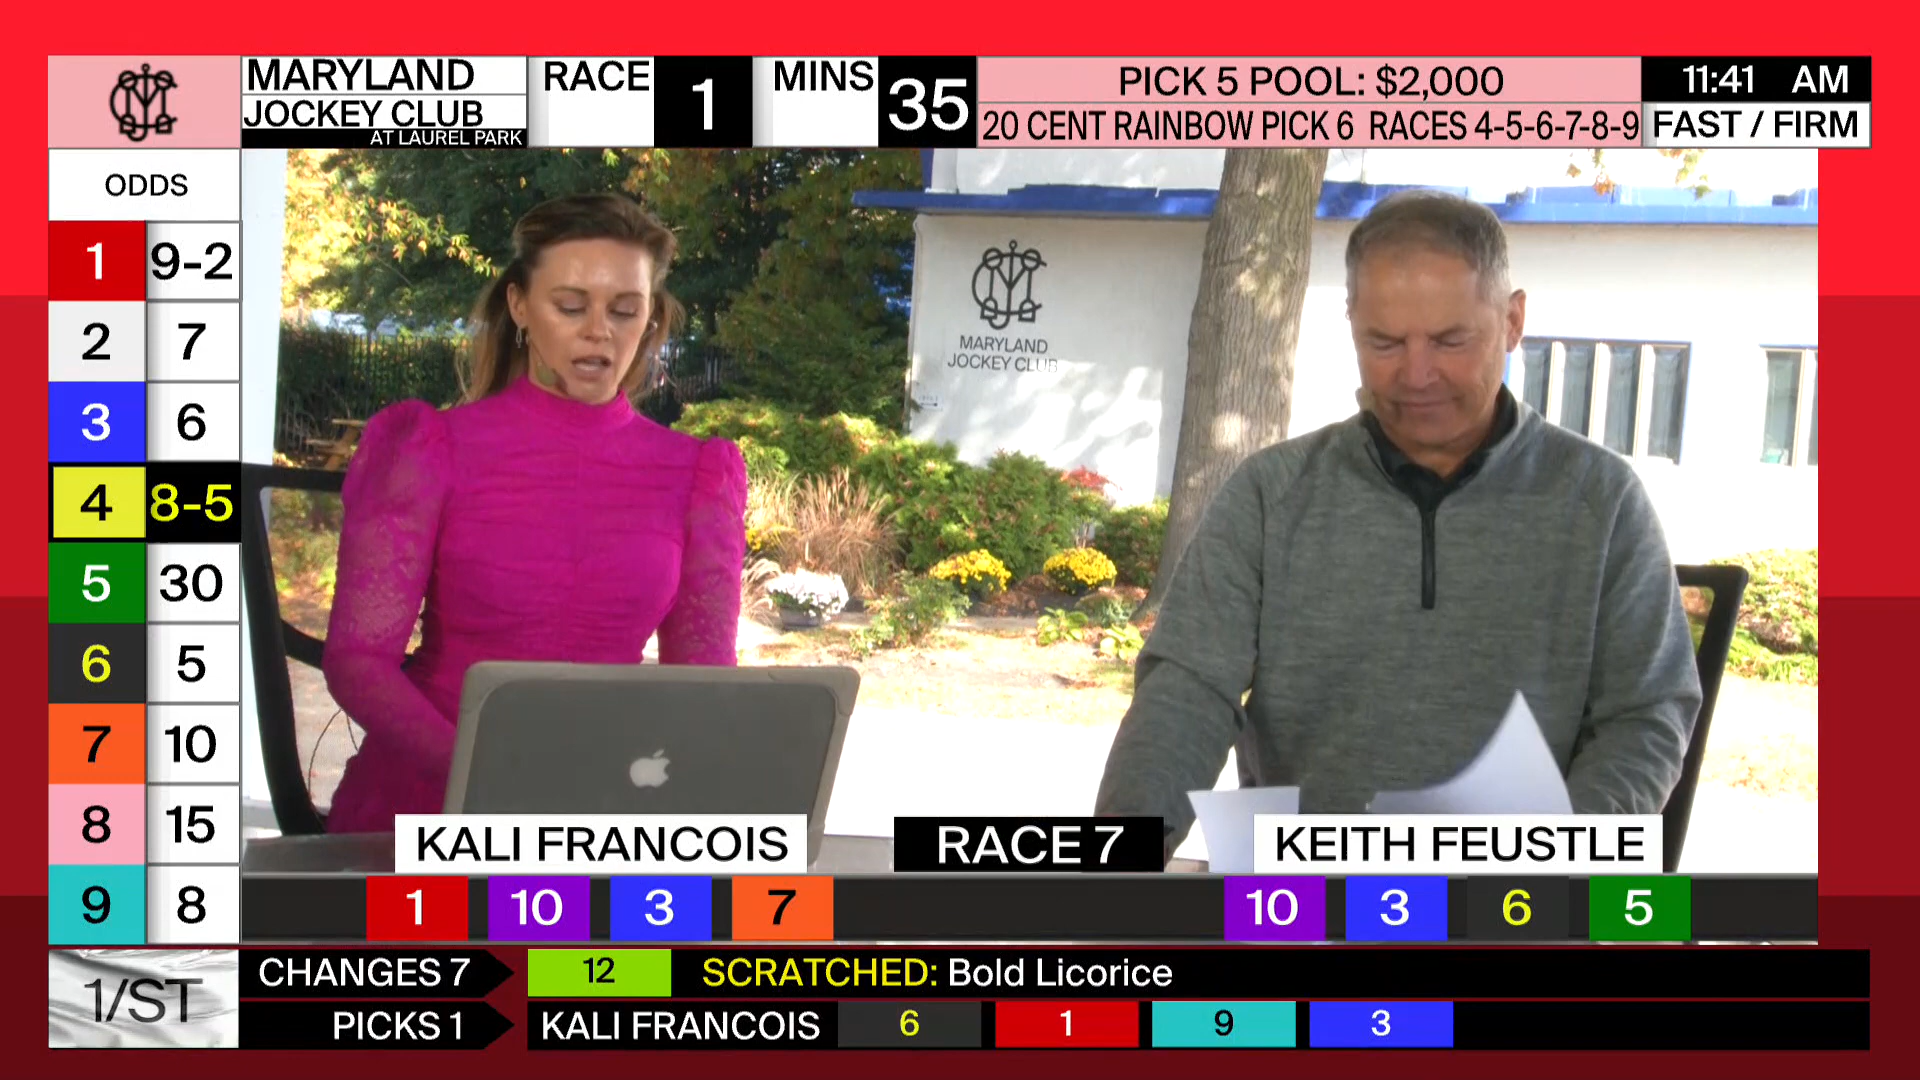 MARYLAND
JOCKEY CLUB
AT LAUREL PARK
RACE 1
MINS 35
PICK 5 POOL: $2,000
20 CENT RAINBOW PICK 6 RACES 4-5-6-7-8-9
11:41 AM
FAST / FIRM
ODDS
1 9-2
2 7
3 6
4 8-5
5 30
6 5
7 10
8 15
9 8
MARYLAND
JOCKEY CLUB
KALI FRANCOIS
RACE 7
KEITH FEUSTLE
1 10 3 7
10 3 6 5
1/ST
CHANGES 7 12 SCRATCHED: Bold Licorice
PICKS 1 KALI FRANCOIS 6 1 9 3